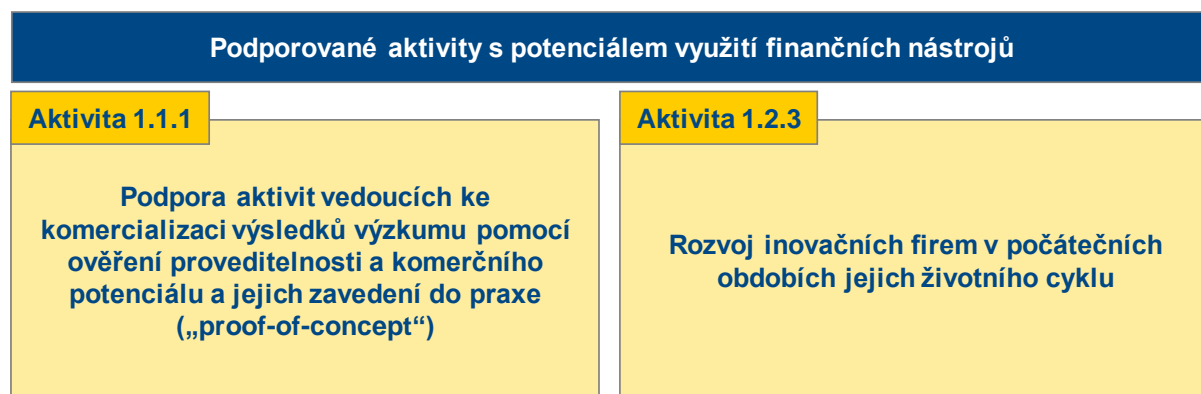 Podporované aktivity s potenciálem využití finančních nástrojů
Aktivita 1.1.1
Podpora aktivit vedoucích ke
komercializaci výsledků výzkumu pomocí
ověření proveditelnosti a komerčního
potenciálu a jejich zavedení do praxe
(„proof-of-concept“)
Aktivita 1.2.3
Rozvoj inovačních firem v počátečních
obdobích jejich životního cyklu